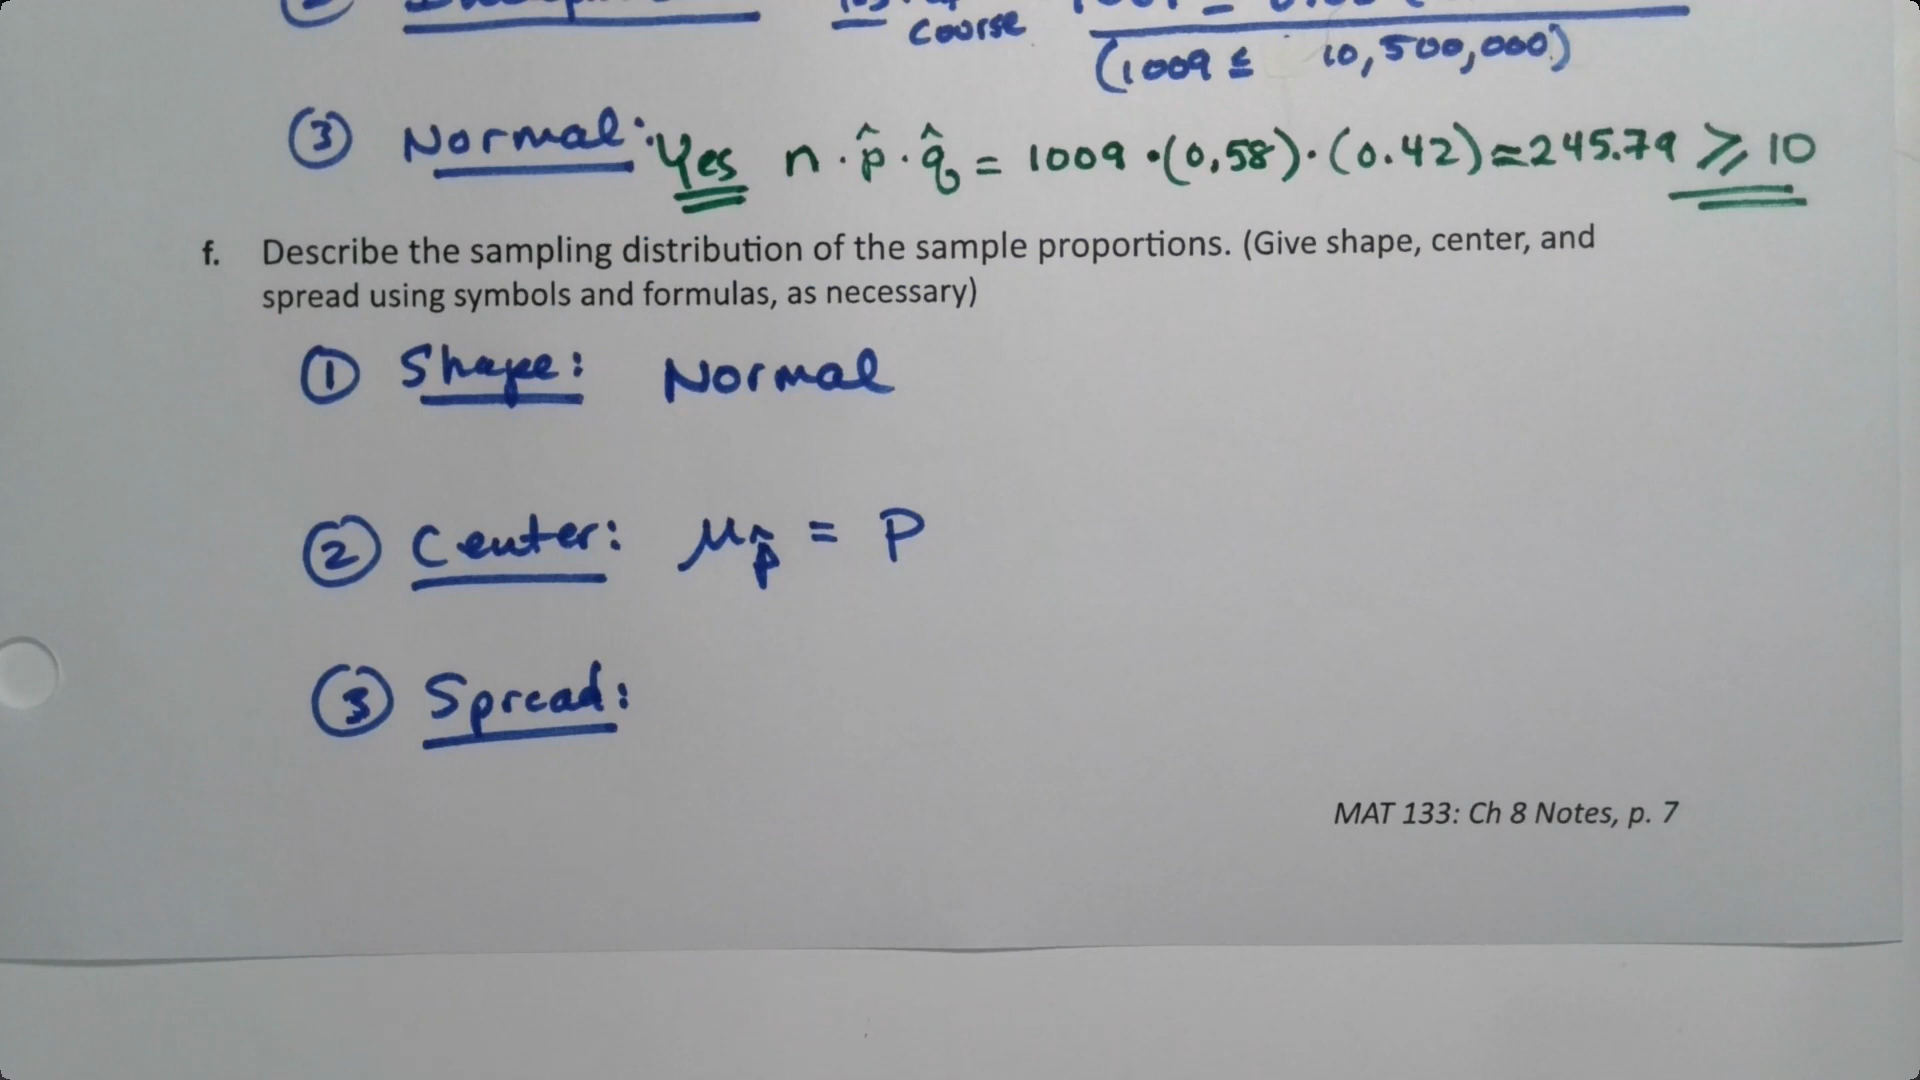 course
(1009 ≤ 10,500,000)
③ Normal: Yes n · p̂ · q̂ = 1009 · (0.58) · (0.42) ≈ 245.79 ≥ 10
f. Describe the sampling distribution of the sample proportions. (Give shape, center, and
spread using symbols and formulas, as necessary)
① Shape: Normal
② Center: μp̂ = P
③ Spread:
MAT 133: Ch 8 Notes, p. 7